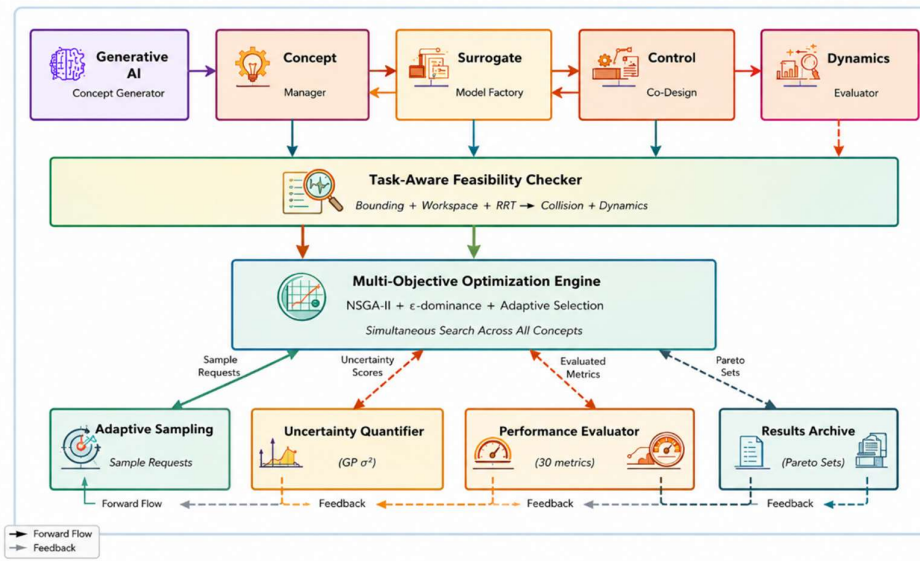 Generative
AI
Concept Generator
Concept
Manager
Surrogate
Model Factory
Control
Co-Design
Dynamics
Evaluator
Task-Aware Feasibility Checker
Bounding + Workspace + RRT → Collision + Dynamics
Multi-Objective Optimization Engine
NSGA-II + ε-dominance + Adaptive Selection
Simultaneous Search Across All Concepts
Sample
Requests
Uncertainty
Scores
Evaluated
Metrics
Pareto
Sets
Adaptive Sampling
Sample Requests
Uncertainty Quantifier
(GP σ²)
Performance Evaluator
(30 metrics)
Results Archive
(Pareto Sets)
Forward Flow
Feedback
Feedback
Feedback
Forward Flow
Feedback